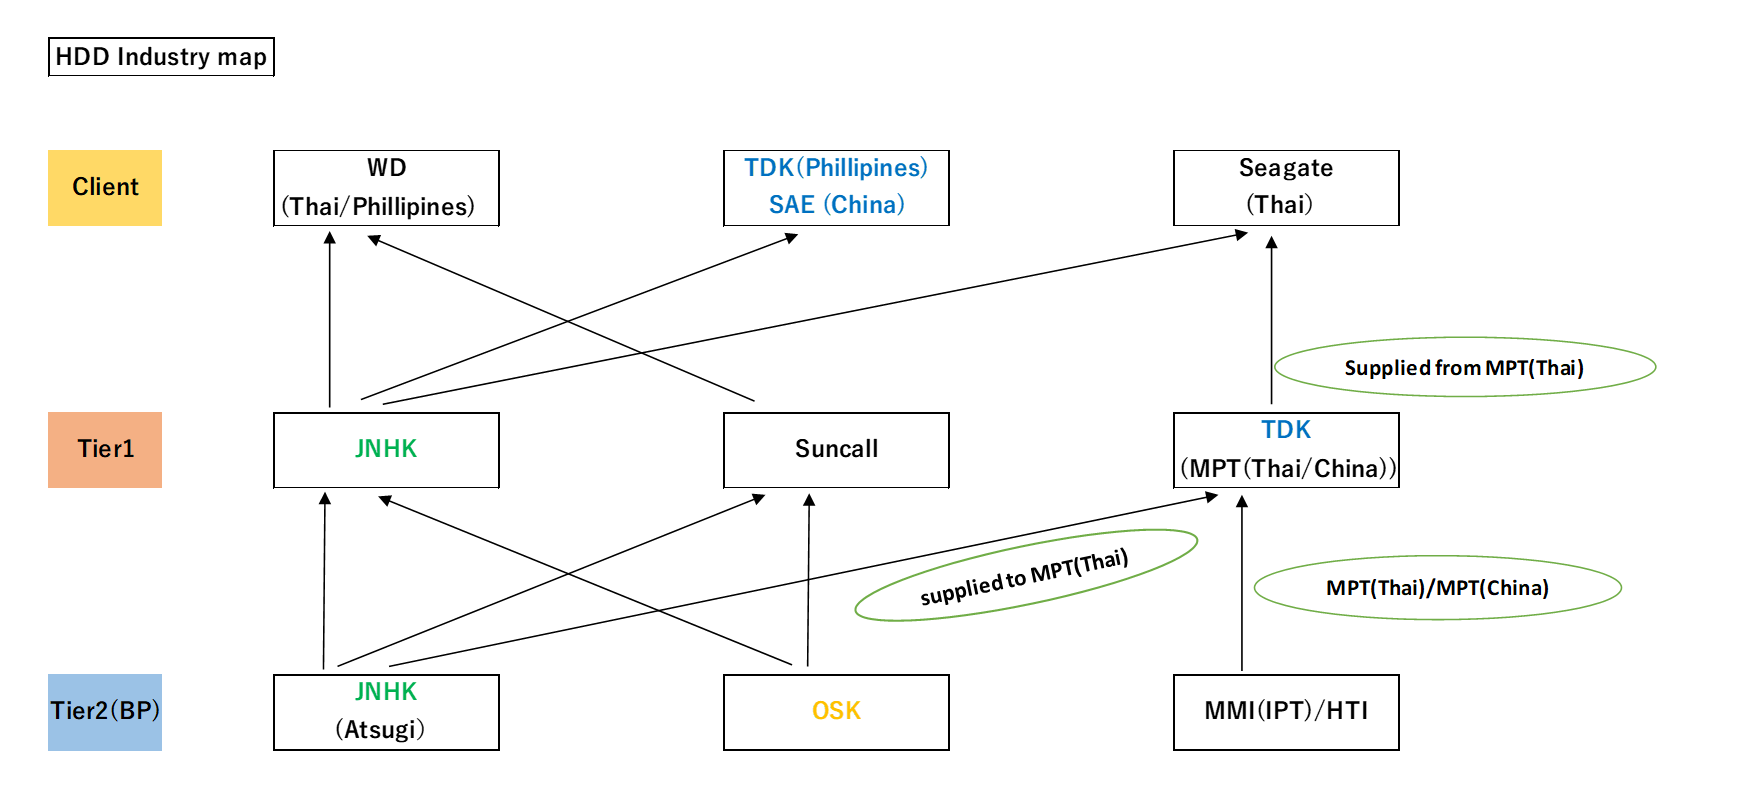 HDD Industry map
Client
WD
(Thai/Phillipines)
TDK(Phillipines)
SAE (China)
Seagate
(Thai)
Supplied from MPT(Thai)
Tier1
JNHK
Suncall
TDK
(MPT(Thai/China))
supplied to MPT(Thai)
MPT(Thai)/MPT(China)
Tier2(BP)
JNHK
(Atsugi)
OSK
MMI(IPT)/HTI